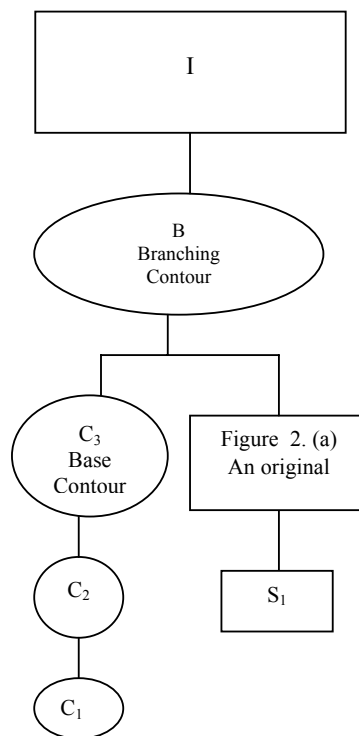 I
B
Branching
Contour
C₃
Base
Contour
Figure 2. (a)
An original
C₂
S₁
C₁